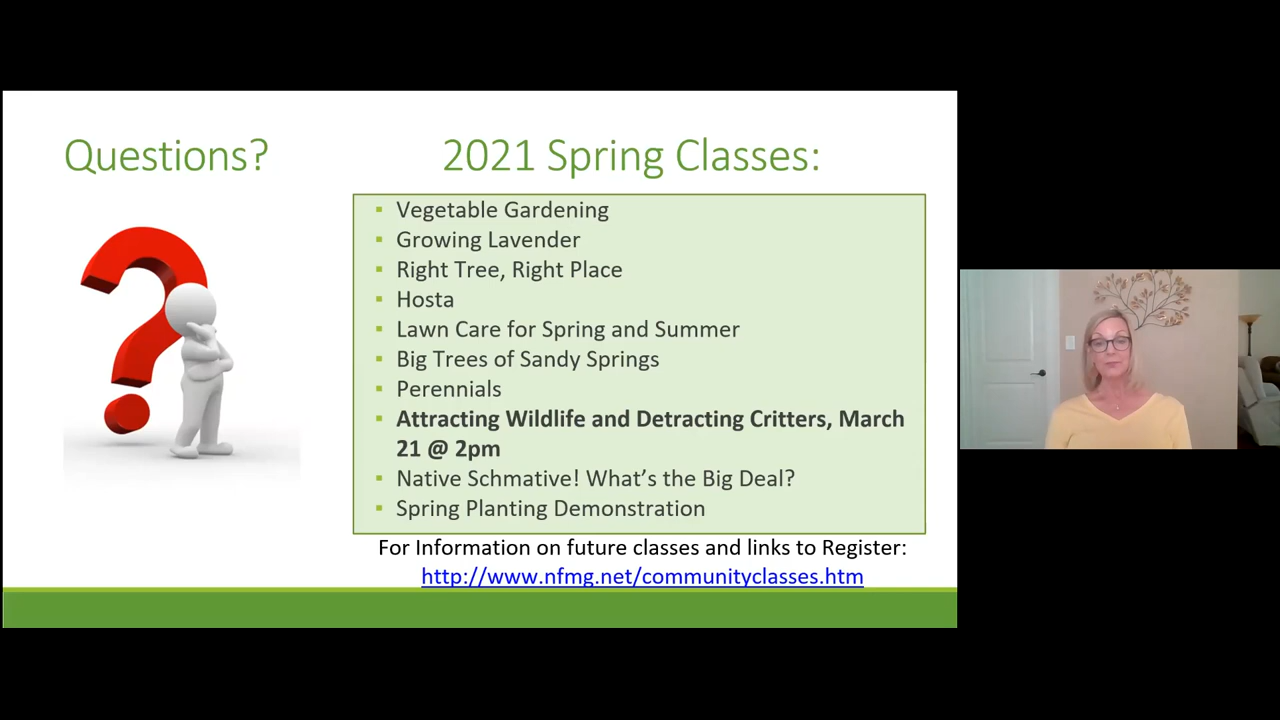 Questions?
2021 Spring Classes:
▪ Vegetable Gardening
▪ Growing Lavender
▪ Right Tree, Right Place
▪ Hosta
▪ Lawn Care for Spring and Summer
▪ Big Trees of Sandy Springs
▪ Perennials
▪ Attracting Wildlife and Detracting Critters, March
21 @ 2pm
▪ Native Schmative! What's the Big Deal?
▪ Spring Planting Demonstration
For Information on future classes and links to Register:
http://www.nfmg.net/communityclasses.htm